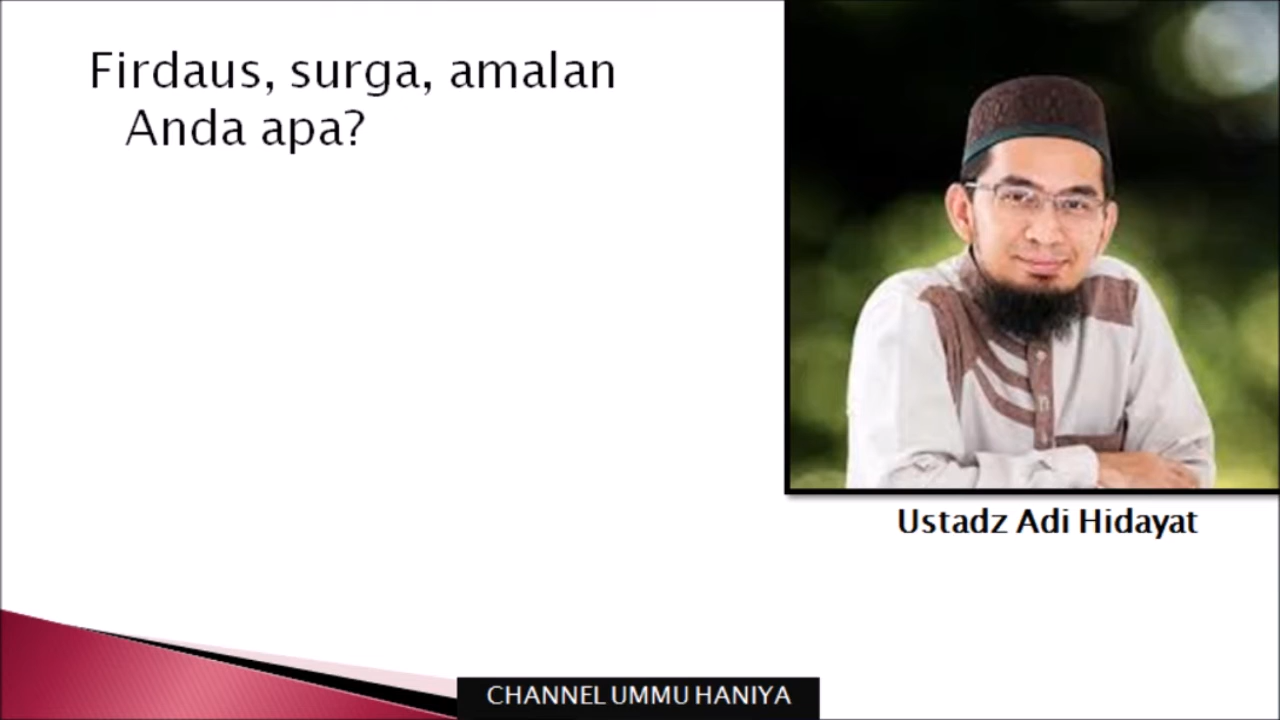 Firdaus, surga, amalan
Anda apa?
Ustadz Adi Hidayat
CHANNEL UMMU HANIYA